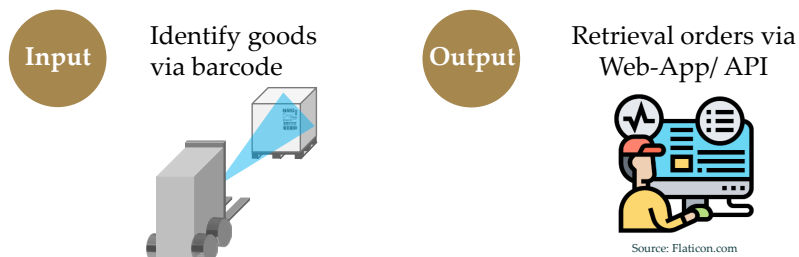 Input
Identify goods
via barcode
Output
Retrieval orders via
Web-App/ API
Source: Flaticon.com